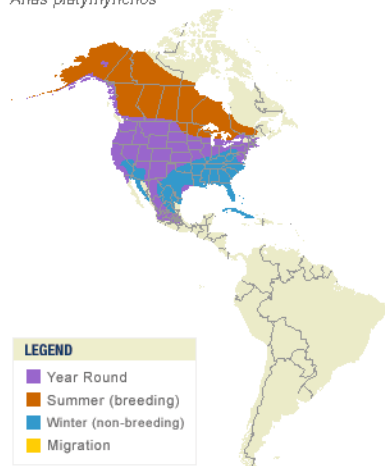 Anas platyrhynchos
LEGEND
Year Round
Summer (breeding)
Winter (non-breeding)
Migration